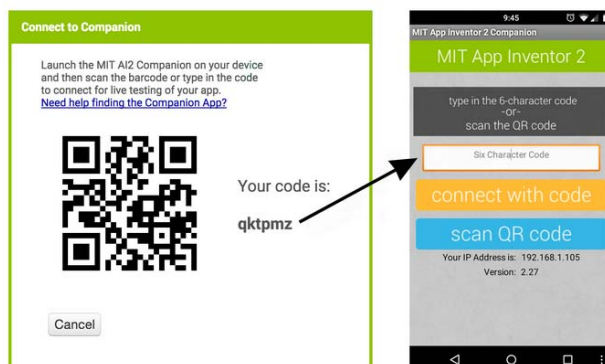 Connect to Companion
Launch the MIT AI2 Companion on your device
and then scan the barcode or type in the code
to connect for live testing of your app.
Need help finding the Companion App?
Your code is:
qktpmz
Cancel
9:45
MIT App Inventor 2 Companion
MIT App Inventor 2
type in the 6-character code
-or-
scan the QR code
Six Character Code
connect with code
scan QR code
Your IP Address is: 192.168.1.105
Version: 2.27